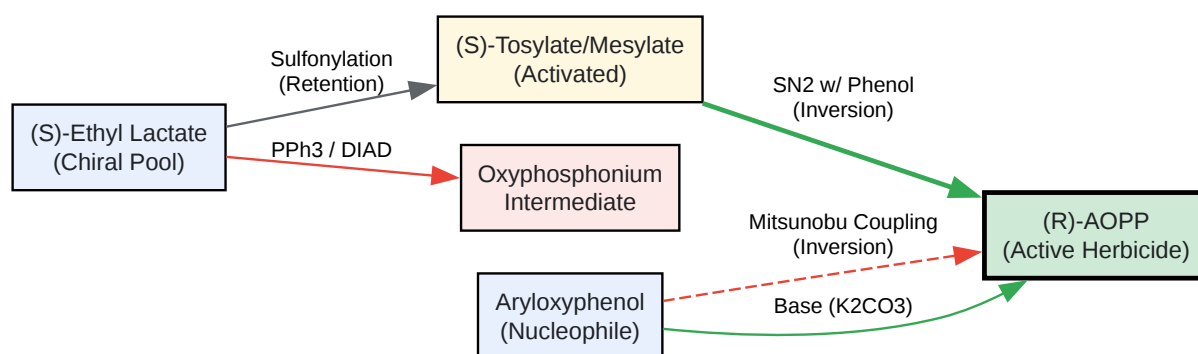 (S)-Tosylate/Mesylate
(Activated)
Sulfonylation
(Retention)
SN2 w/ Phenol
(Inversion)
(S)-Ethyl Lactate
(Chiral Pool)
PPh3 / DIAD
Oxyphosphonium
Intermediate
Mitsunobu Coupling
(Inversion)
(R)-AOPP
(Active Herbicide)
Aryloxyphenol
(Nucleophile)
Base (K2CO3)